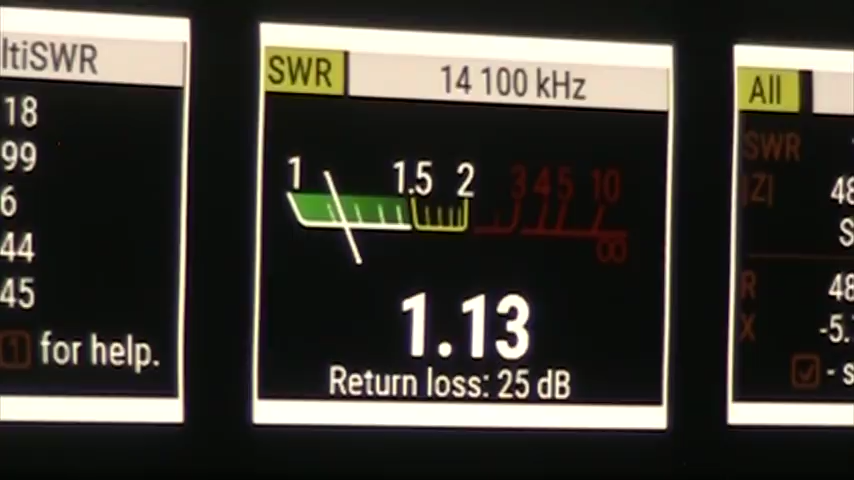 ltiSWR
18
99
6
44
45
1 for help.
SWR 14 100 kHz
1 1.5 2 3 4 5 10
∞
1.13
Return loss: 25 dB
All
SWR
|Z| 48
S
R 48
X -5.
- s